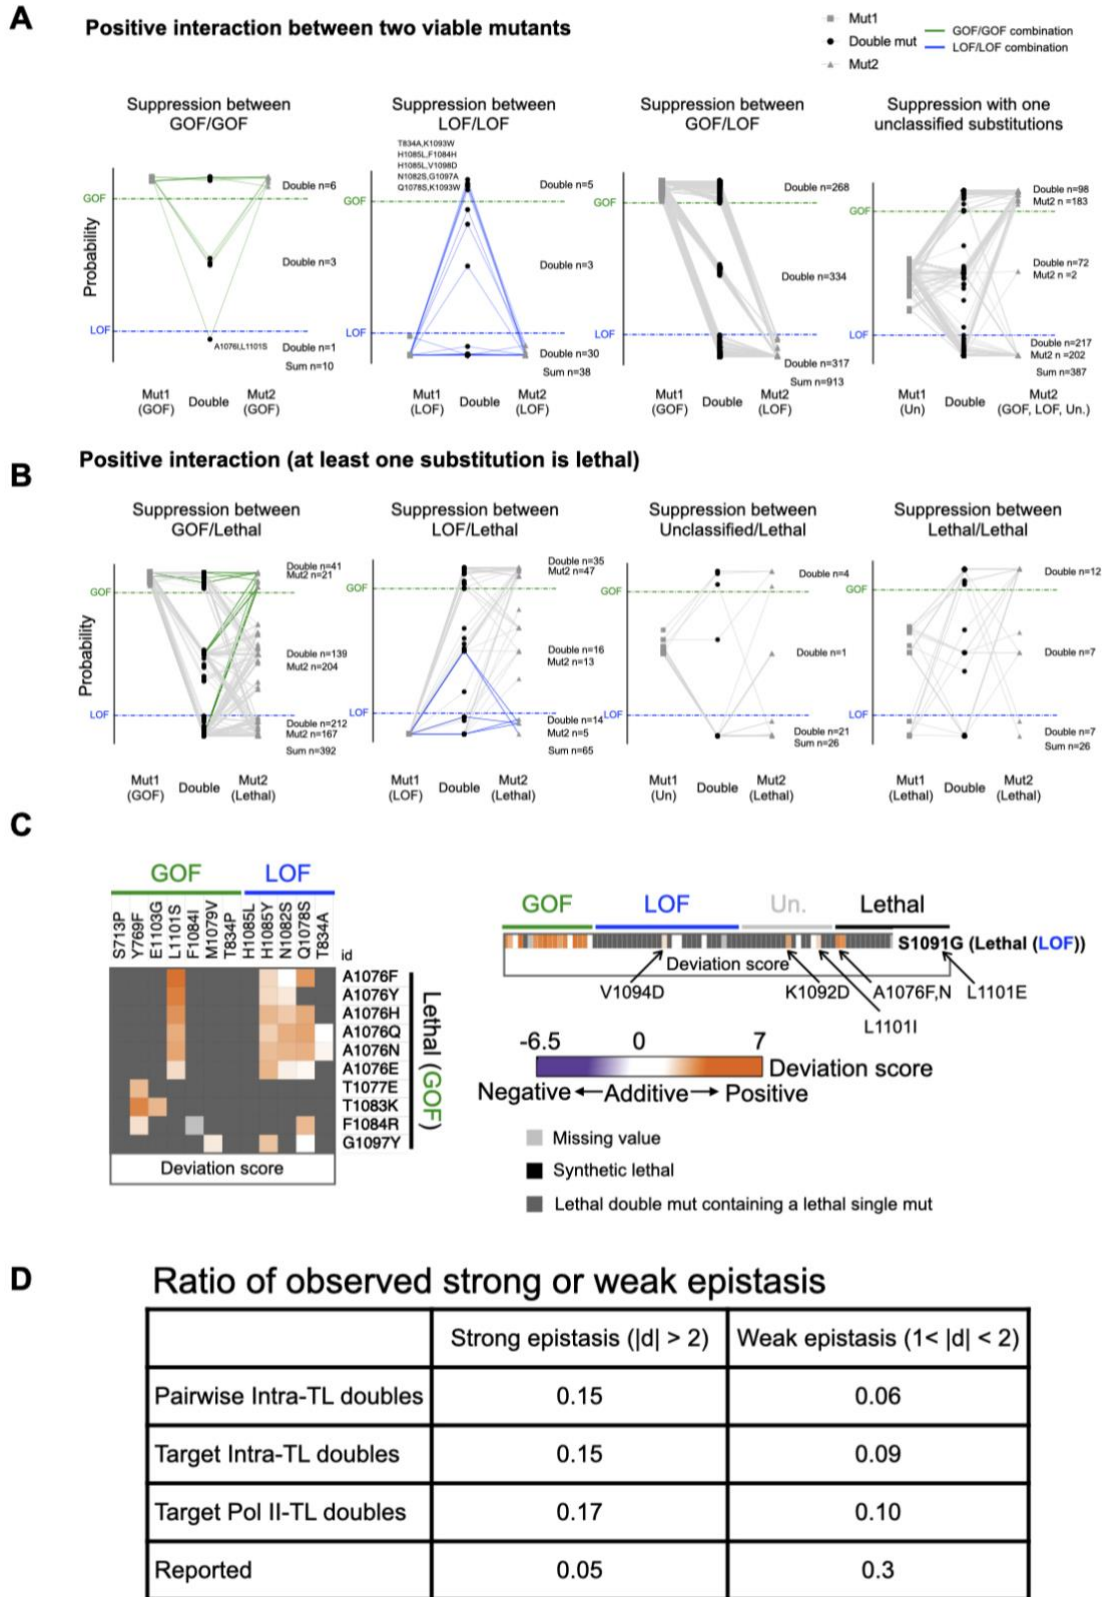 A
Positive interaction between two viable mutants
Mut1
Double mut
Mut2
GOF/GOF combination
LOF/LOF combination
Suppression between
GOF/GOF
Suppression between
LOF/LOF
Suppression between
GOF/LOF
Suppression with one
unclassified substitutions
Probability
GOF
LOF
Double n=6
Double n=3
A1076I,L1101S
Double n=1
Sum n=10
Mut1
(GOF)
Double
Mut2
(GOF)
T834A,K1093W
H1085L,F1084H
H1085L,V1098D
N1082S,G1097A
Q1078S,K1093W
GOF
LOF
Double n=5
Double n=3
Double n=30
Sum n=38
Mut1
(LOF)
Double
Mut2
(LOF)
GOF
LOF
Double n=268
Double n=334
Double n=317
Sum n=913
Mut1
(GOF)
Double
Mut2
(LOF)
GOF
LOF
Double n=98
Mut2 n =183
Double n=72
Mut2 n =2
Double n=217
Mut2 n =202
Sum n=387
Mut1
(Un)
Double
Mut2
(GOF, LOF, Un.)
B
Positive interaction (at least one substitution is lethal)
Suppression between
GOF/Lethal
Suppression between
LOF/Lethal
Suppression between
Unclassified/Lethal
Suppression between
Lethal/Lethal
Probability
GOF
LOF
Double n=41
Mut2 n=21
Double n=139
Mut2 n=204
Double n=212
Mut2 n=167
Sum n=392
Mut1
(GOF)
Double
Mut2
(Lethal)
GOF
LOF
Double n=35
Mut2 n=47
Double n=16
Mut2 n=13
Double n=14
Mut2 n=5
Sum n=65
Mut1
(LOF)
Double
Mut2
(Lethal)
GOF
LOF
Double n=4
Double n=1
Double n=21
Sum n=26
Mut1
(Un)
Double
Mut2
(Lethal)
GOF
LOF
Double n=12
Double n=7
Double n=7
Sum n=26
Mut1
(Lethal)
Double
Mut2
(Lethal)
C
GOF
LOF
S713P
Y769F
E1103G
L1101S
F1084I
M1079V
T834P
H1085L
H1085Y
N1082S
Q1078S
T834A
id
A1076F
A1076Y
A1076H
A1076Q
A1076N
A1076E
T1077E
T1083K
F1084R
G1097Y
Lethal (GOF)
Deviation score
GOF
LOF
Un.
Lethal
S1091G (Lethal (LOF))
Deviation score
V1094D
K1092D
A1076F,N
L1101E
L1101I
-6.5
0
7
Deviation score
Negative
Additive
Positive
Missing value
Synthetic lethal
Lethal double mut containing a lethal single mut
D
Ratio of observed strong or weak epistasis
Strong epistasis (|d| > 2)
Weak epistasis (1< |d| < 2)
Pairwise Intra-TL doubles
0.15
0.06
Target Intra-TL doubles
0.15
0.09
Target Pol II-TL doubles
0.17
0.10
Reported
0.05
0.3